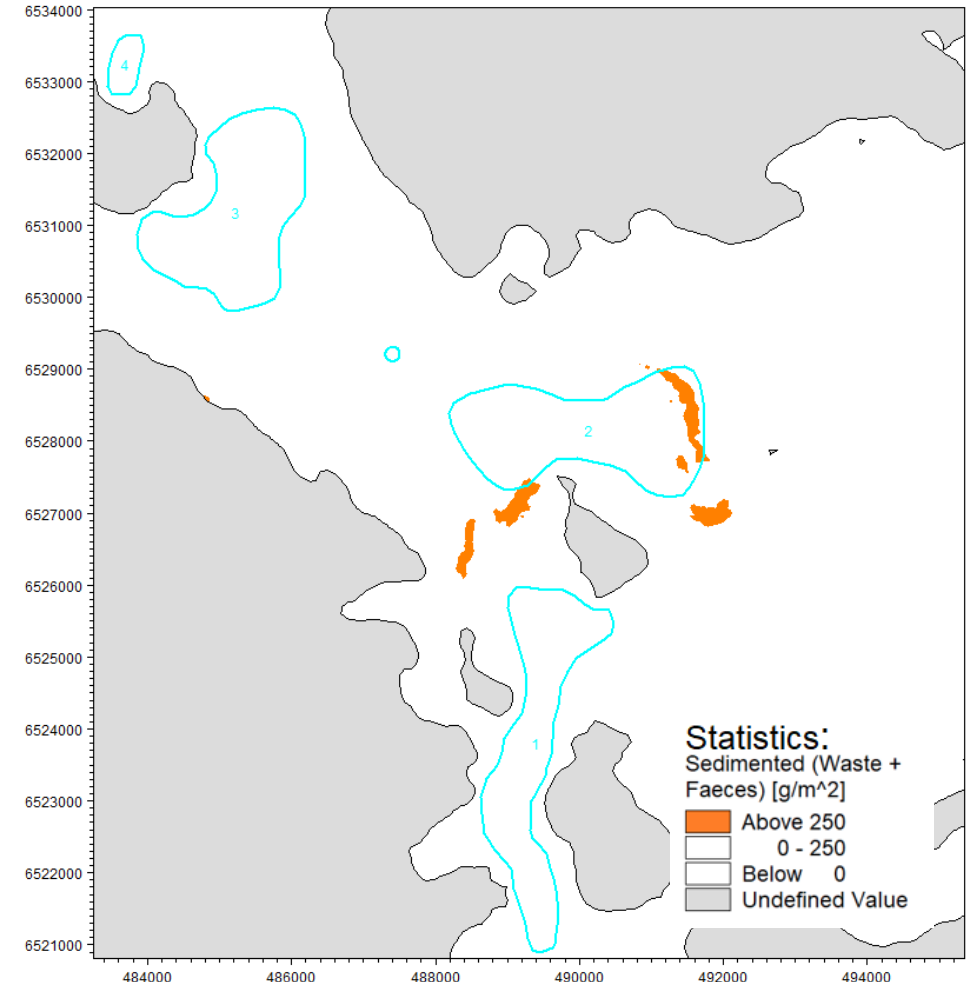 6534000
6533000
6532000
6531000
6530000
6529000
6528000
6527000
6526000
6525000
6524000
6523000
6522000
6521000
4
3
2
1
Statistics:
Sedimented (Waste +
Faeces) [g/m^2]
Above 250
0 - 250
Below 0
Undefined Value
484000 486000 488000 490000 492000 494000